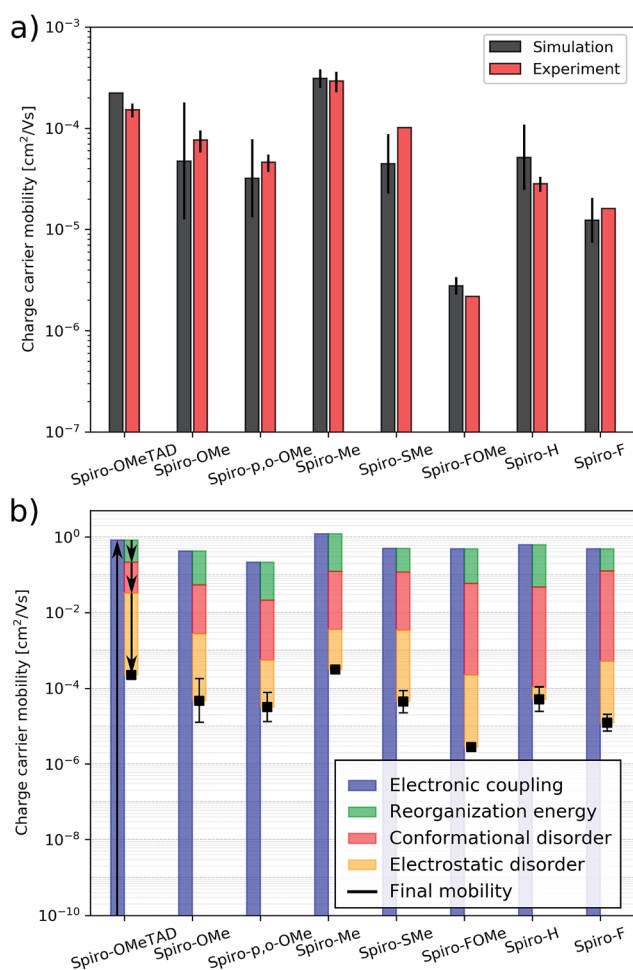 a)
Charge carrier mobility [cm²/Vs]
10⁻³
10⁻⁴
10⁻⁵
10⁻⁶
10⁻⁷
Simulation
Experiment
Spiro-OMeTAD
Spiro-OMe
Spiro-p,o-OMe
Spiro-Me
Spiro-SMe
Spiro-FOMe
Spiro-H
Spiro-F
b)
Charge carrier mobility [cm²/Vs]
10⁰
10⁻²
10⁻⁴
10⁻⁶
10⁻⁸
10⁻¹⁰
Electronic coupling
Reorganization energy
Conformational disorder
Electrostatic disorder
Final mobility
Spiro-OMeTAD
Spiro-OMe
Spiro-p,o-OMe
Spiro-Me
Spiro-SMe
Spiro-FOMe
Spiro-H
Spiro-F